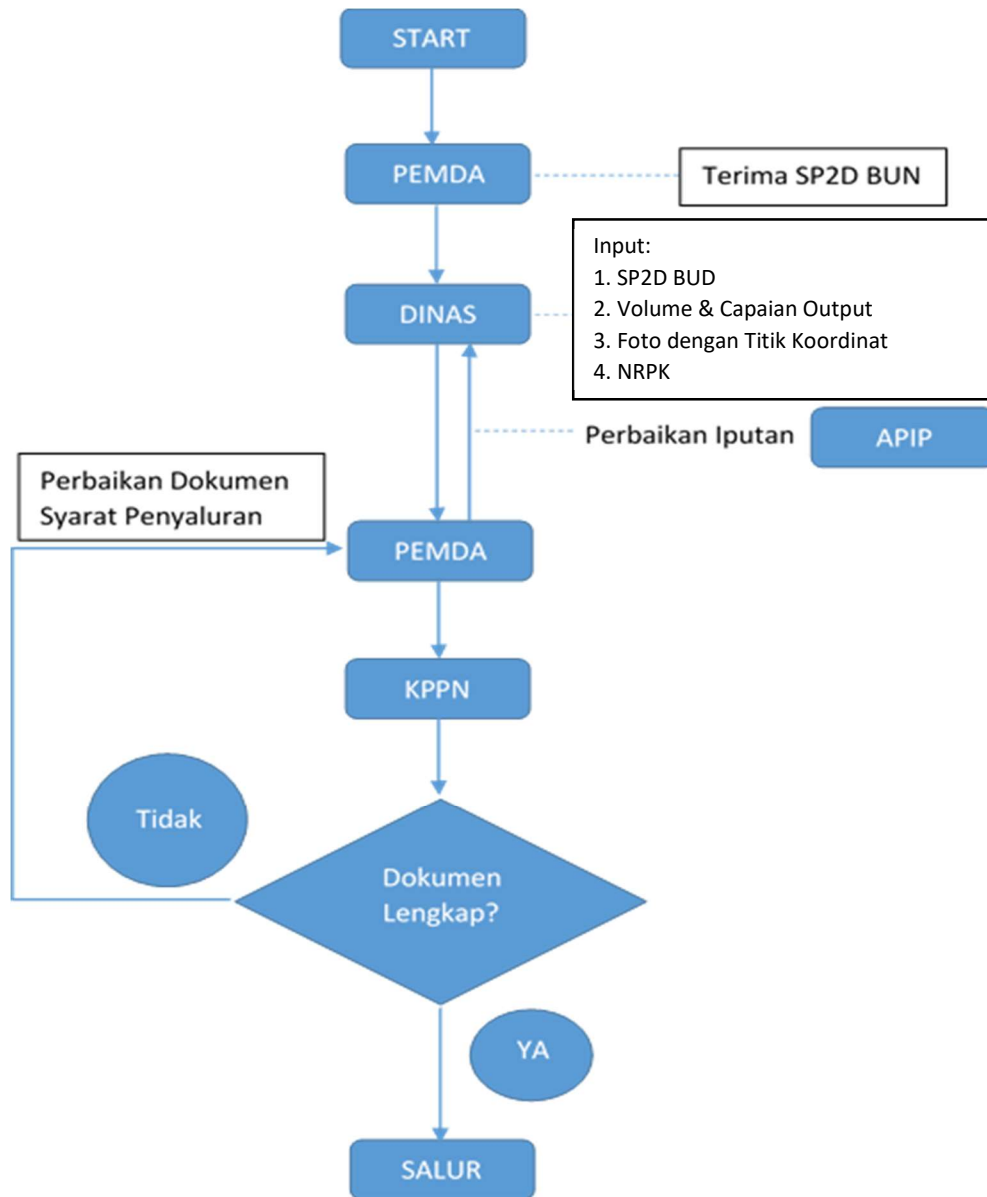 START
PEMDA
Terima SP2D BUN
Input:
1. SP2D BUD
2. Volume & Capaian Output
3. Foto dengan Titik Koordinat
4. NRPK
DINAS
Perbaikan Iputan
APIP
Perbaikan Dokumen
Syarat Penyaluran
PEMDA
KPPN
Tidak
Dokumen
Lengkap?
YA
SALUR